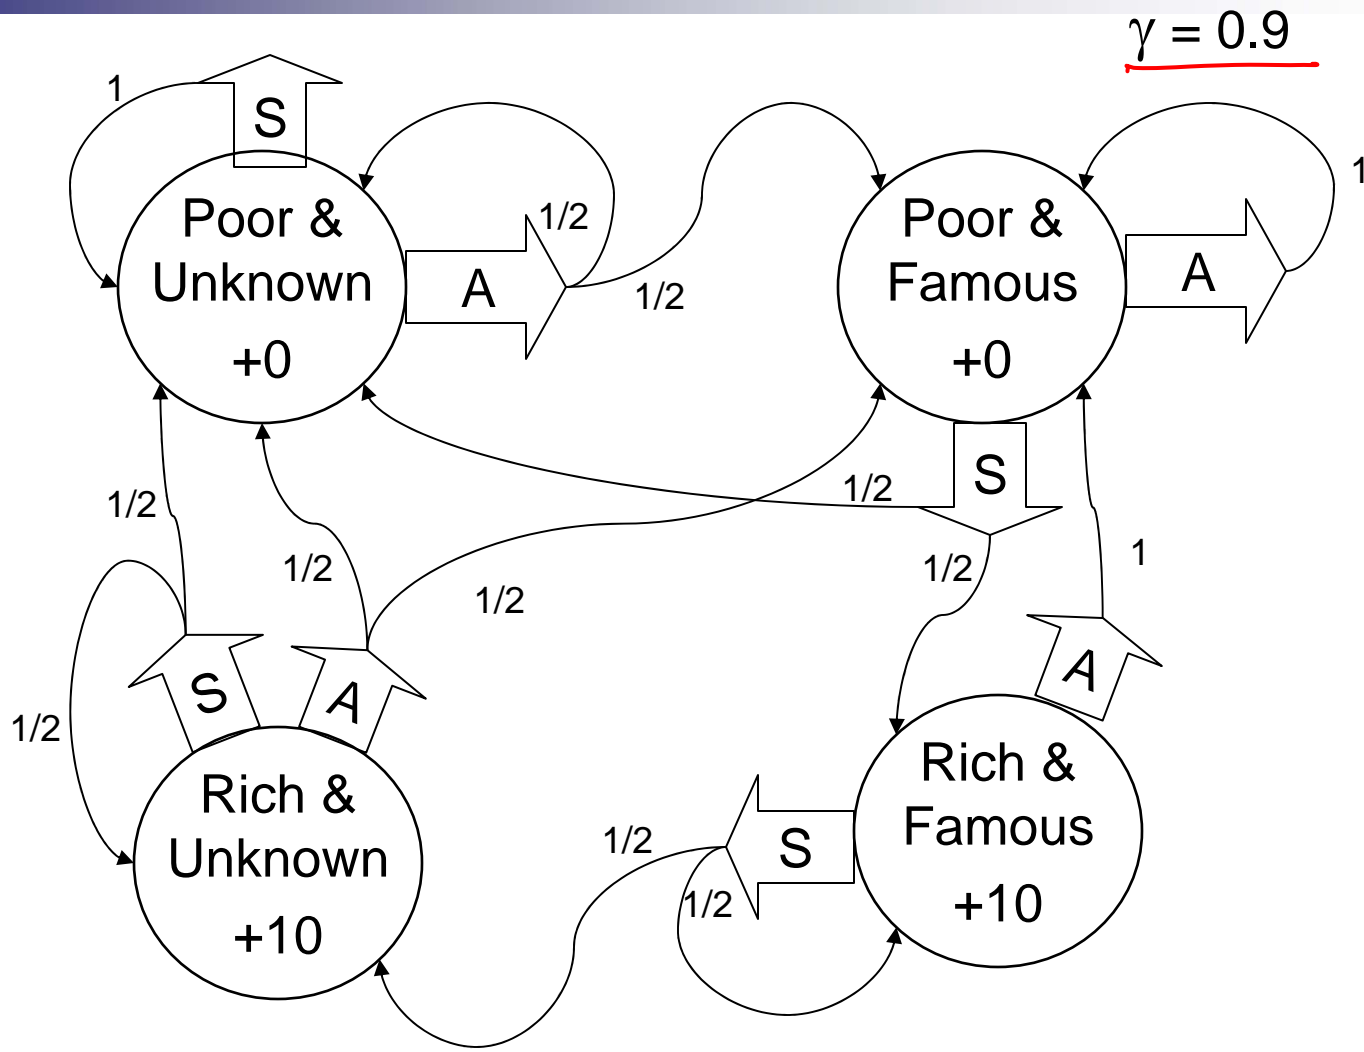 γ = 0.9
1
S
Poor &
Unknown
+0
1/2
A
1/2
Poor &
Famous
+0
A
1
S
1/2
1/2
1/2
1/2
1/2
1
S
A
A
1/2
Rich &
Unknown
+10
1/2
1/2
S
Rich &
Famous
+10